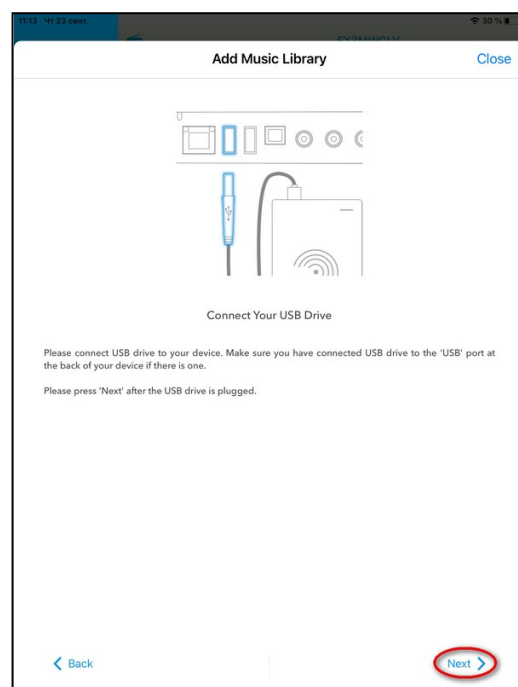 11:13 Чт 23 сент.
30 %
Add Music Library
Close
Connect Your USB Drive
Please connect USB drive to your device. Make sure you have connected USB drive to the 'USB' port at
the back of your device if there is one.
Please press 'Next' after the USB drive is plugged.
Back
Next